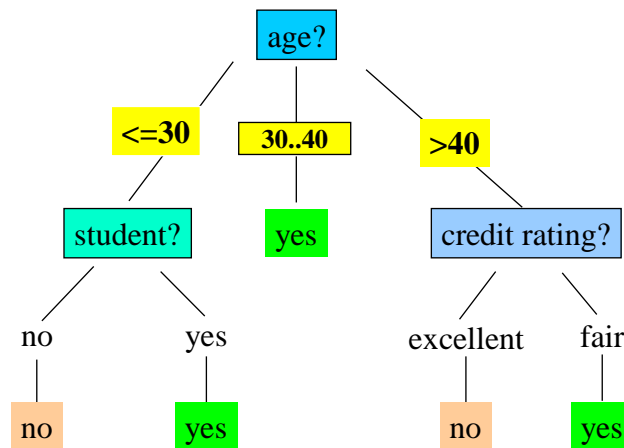 age?
<=30
30..40
>40
student?
yes
credit rating?
no
yes
excellent
fair
no
yes
no
yes